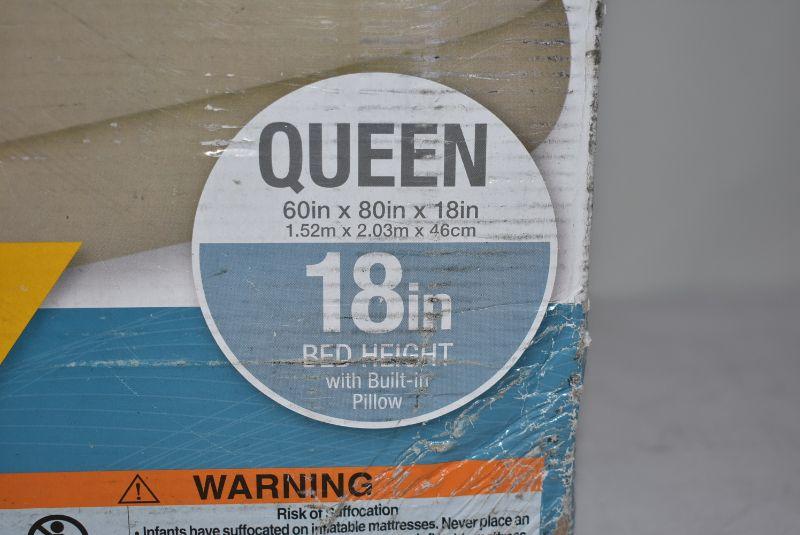 QUEEN
60in x 80in x 18in
1.52m x 2.03m x 46cm
18in
BED HEIGHT
with Built-in
Pillow
WARNING
Risk of Suffocation
• Infants have suffocated on inflatable mattresses. Never place an